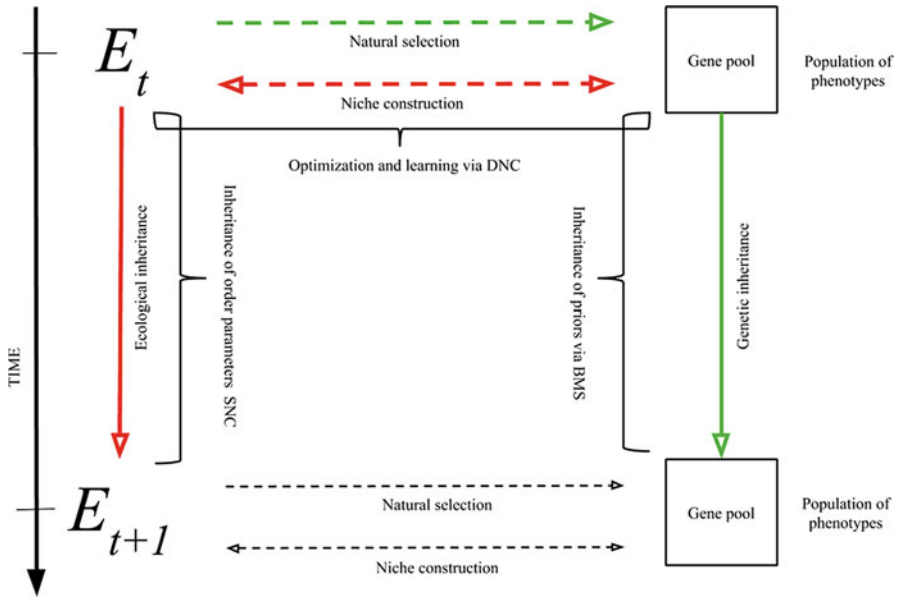 E t
Natural selection
Niche construction
Gene pool
Population of
phenotypes
Optimization and learning via DNC
TIME
Ecological inheritance
Inheritance of order
parameters SNC
Inheritance of priors via BMS
Genetic inheritance
E t+1
Natural selection
Niche construction
Gene pool
Population of
phenotypes